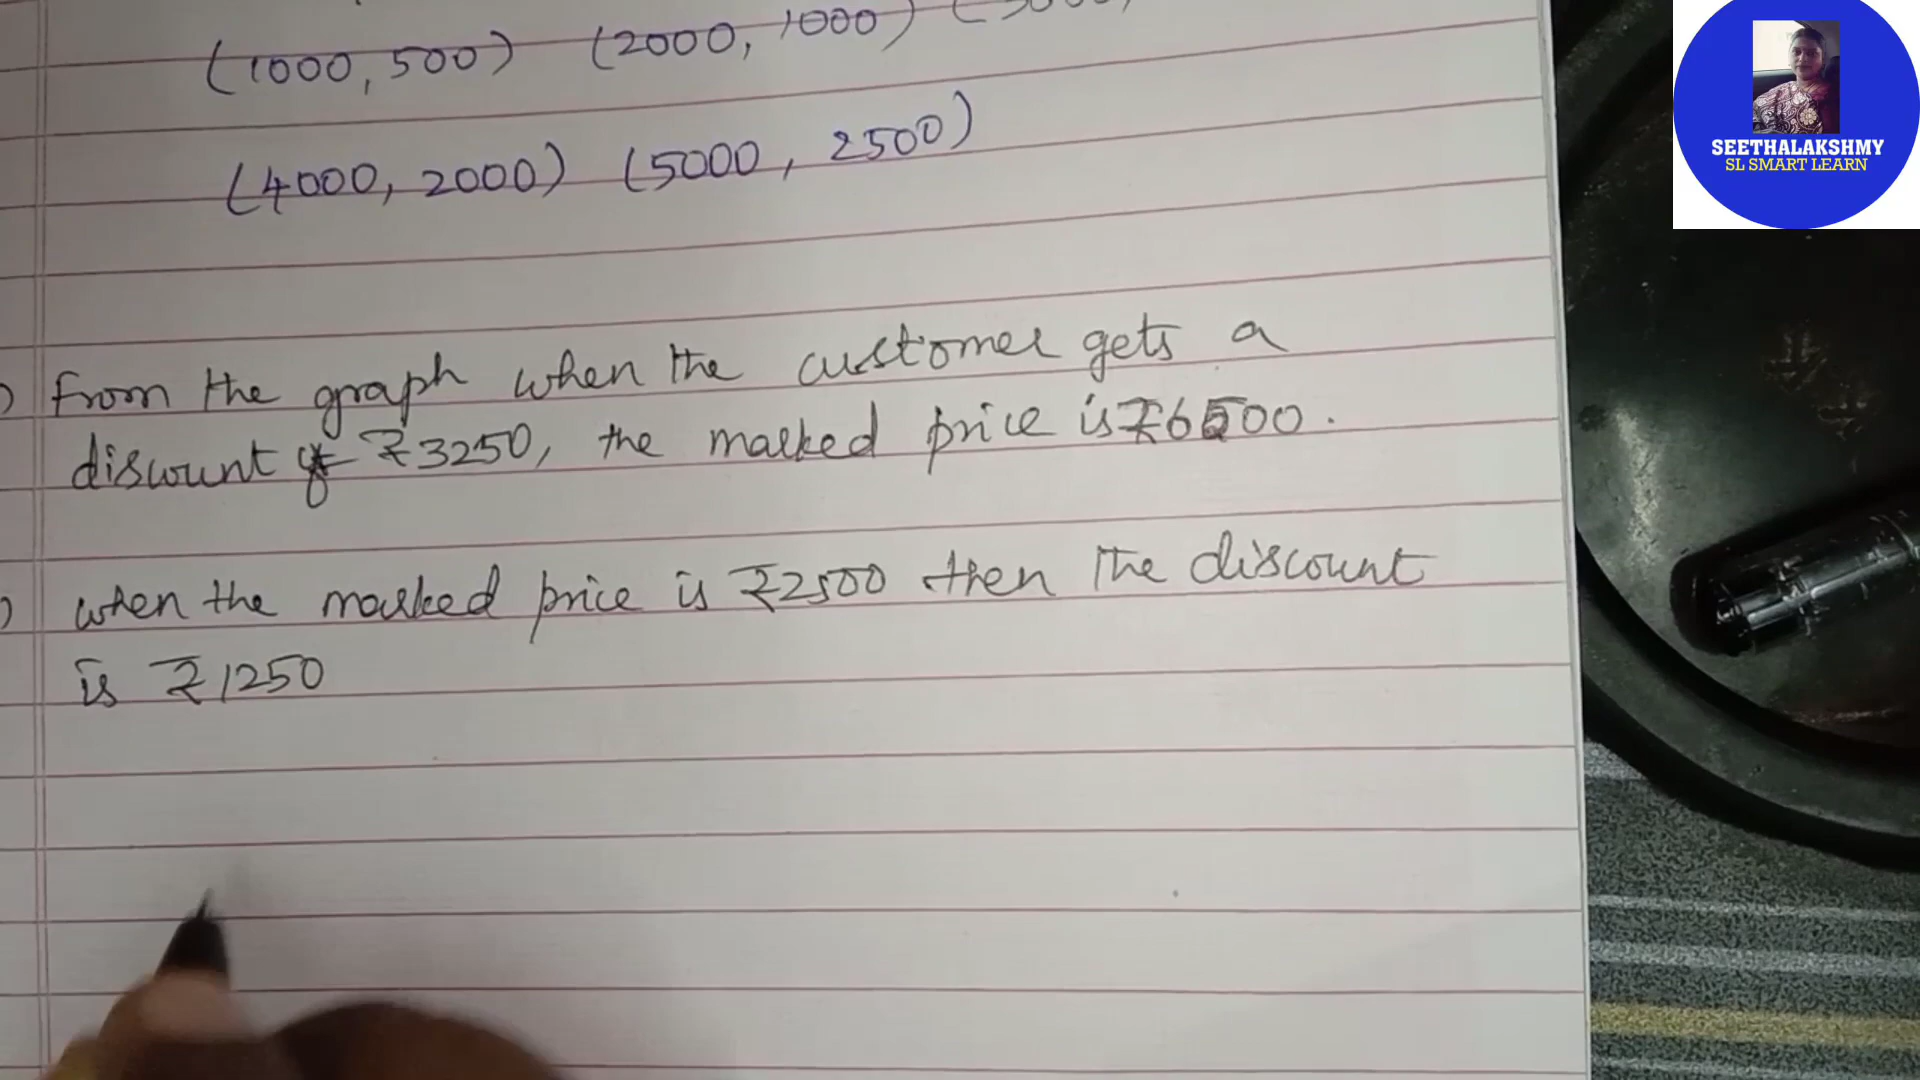 (1000, 500) (2000, 1000)
(4000, 2000) (5000, 2500)
) From the graph when the customer gets a
discount of ₹3250, the marked price is ₹6500.
) when the marked price is ₹2500 then the discount
is ₹1250
SEETHALAKSHMY
SL SMART LEARN